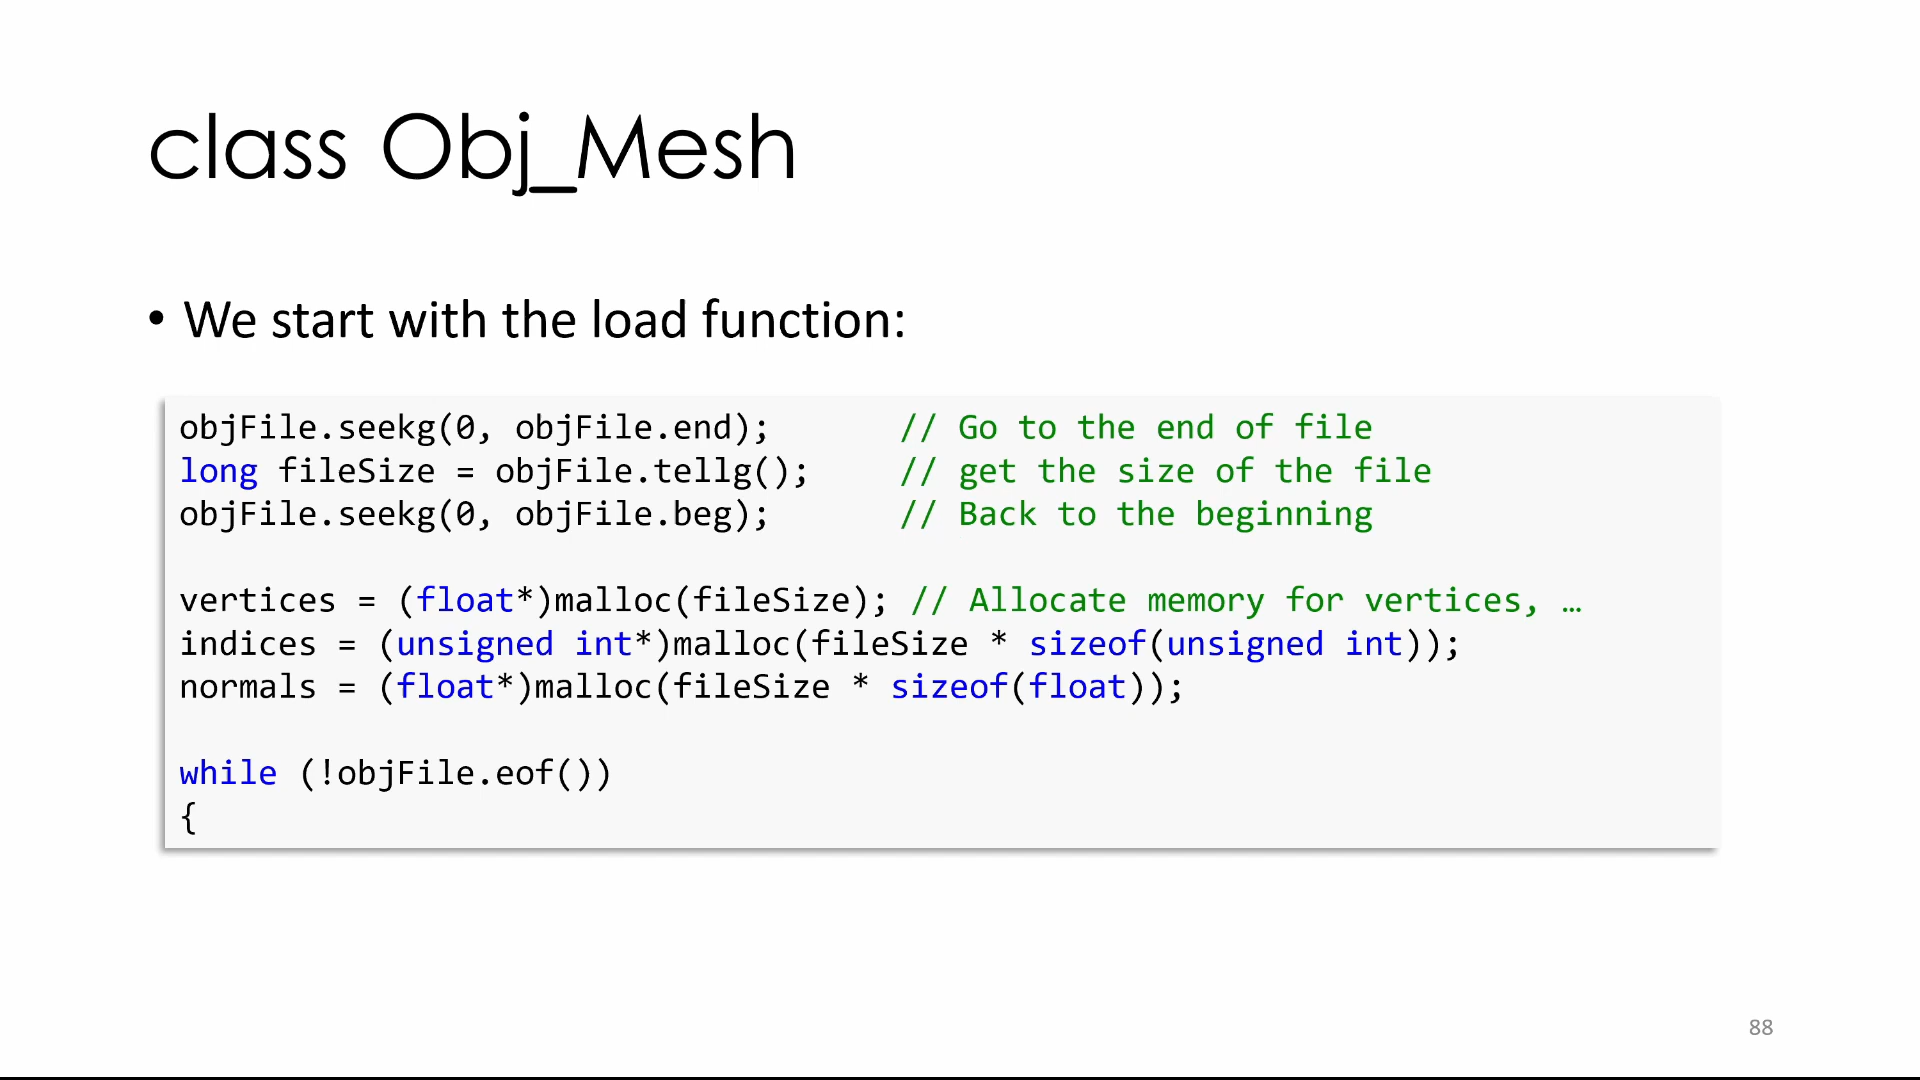 class Obj_Mesh
• We start with the load function:
objFile.seekg(0, objFile.end); // Go to the end of file
long fileSize = objFile.tellg(); // get the size of the file
objFile.seekg(0, objFile.beg); // Back to the beginning
vertices = (float*)malloc(fileSize); // Allocate memory for vertices, …
indices = (unsigned int*)malloc(fileSize * sizeof(unsigned int));
normals = (float*)malloc(fileSize * sizeof(float));
while (!objFile.eof())
{
88